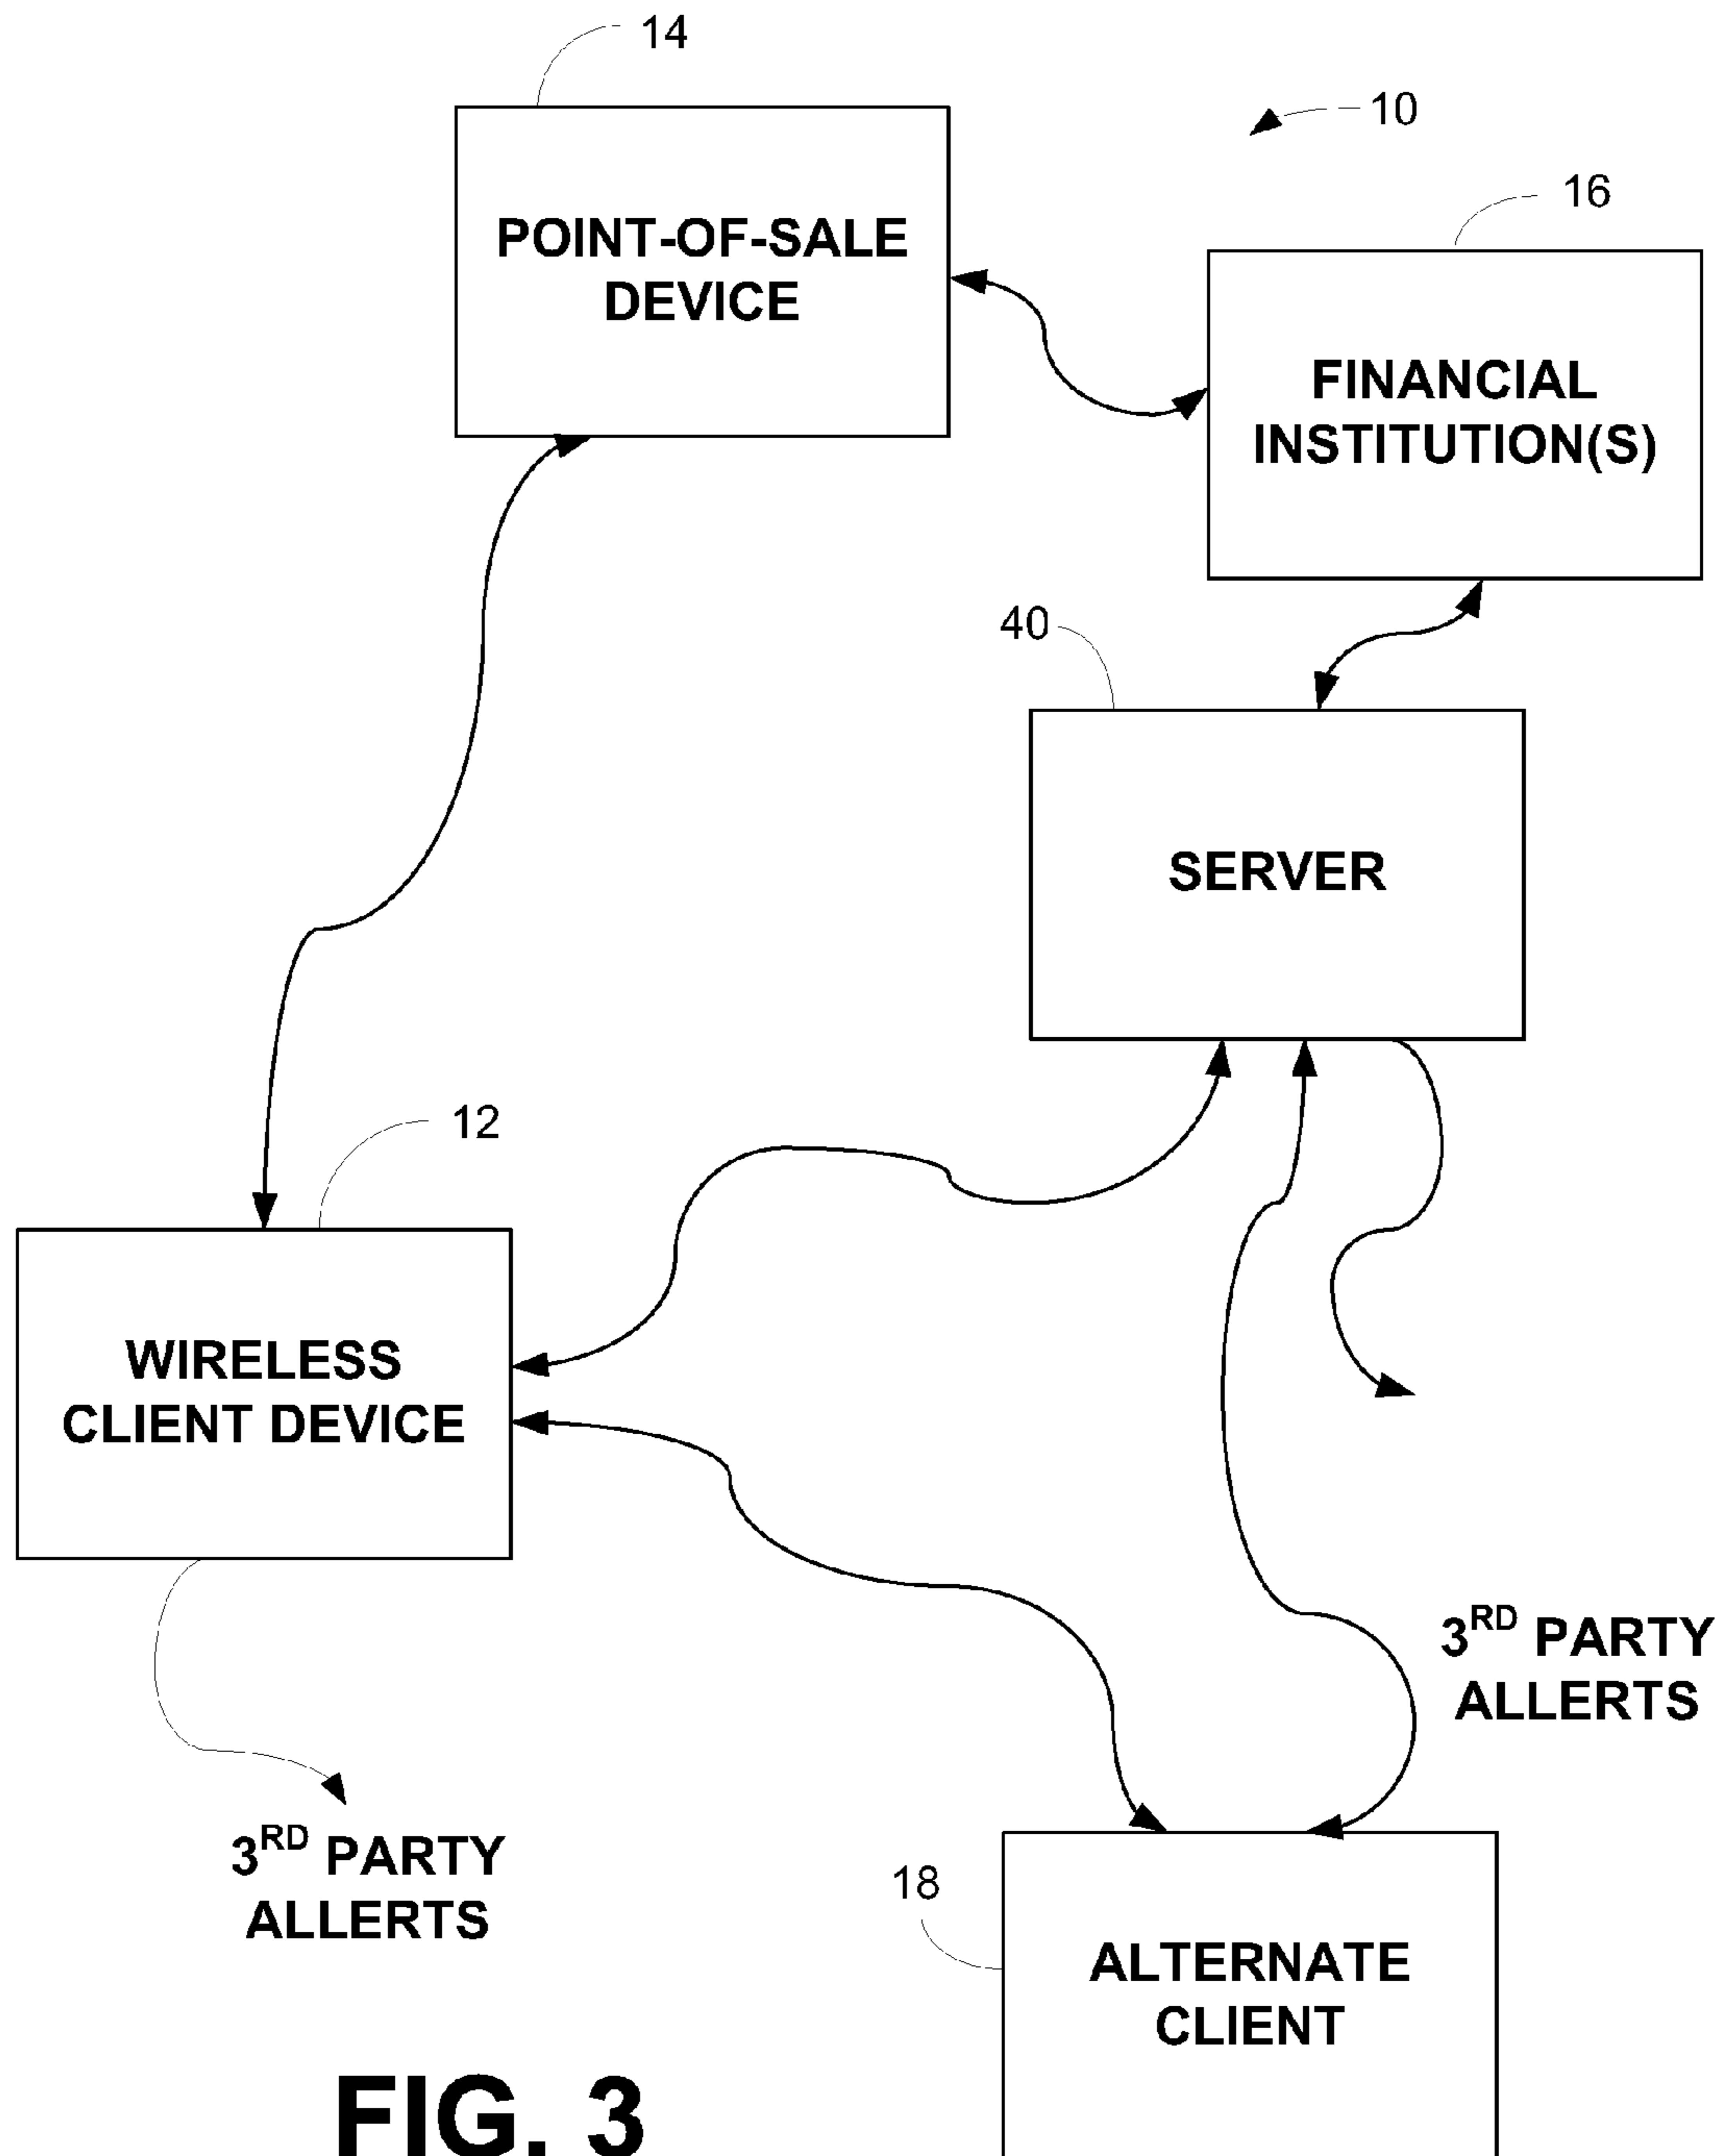 14
10
POINT-OF-SALE
DEVICE
16
FINANCIAL
INSTITUTION(S)
40
SERVER
12
WIRELESS
CLIENT DEVICE
3RD PARTY
ALLERTS
3RD PARTY
ALLERTS
18
ALTERNATE
CLIENT
FIG. 3